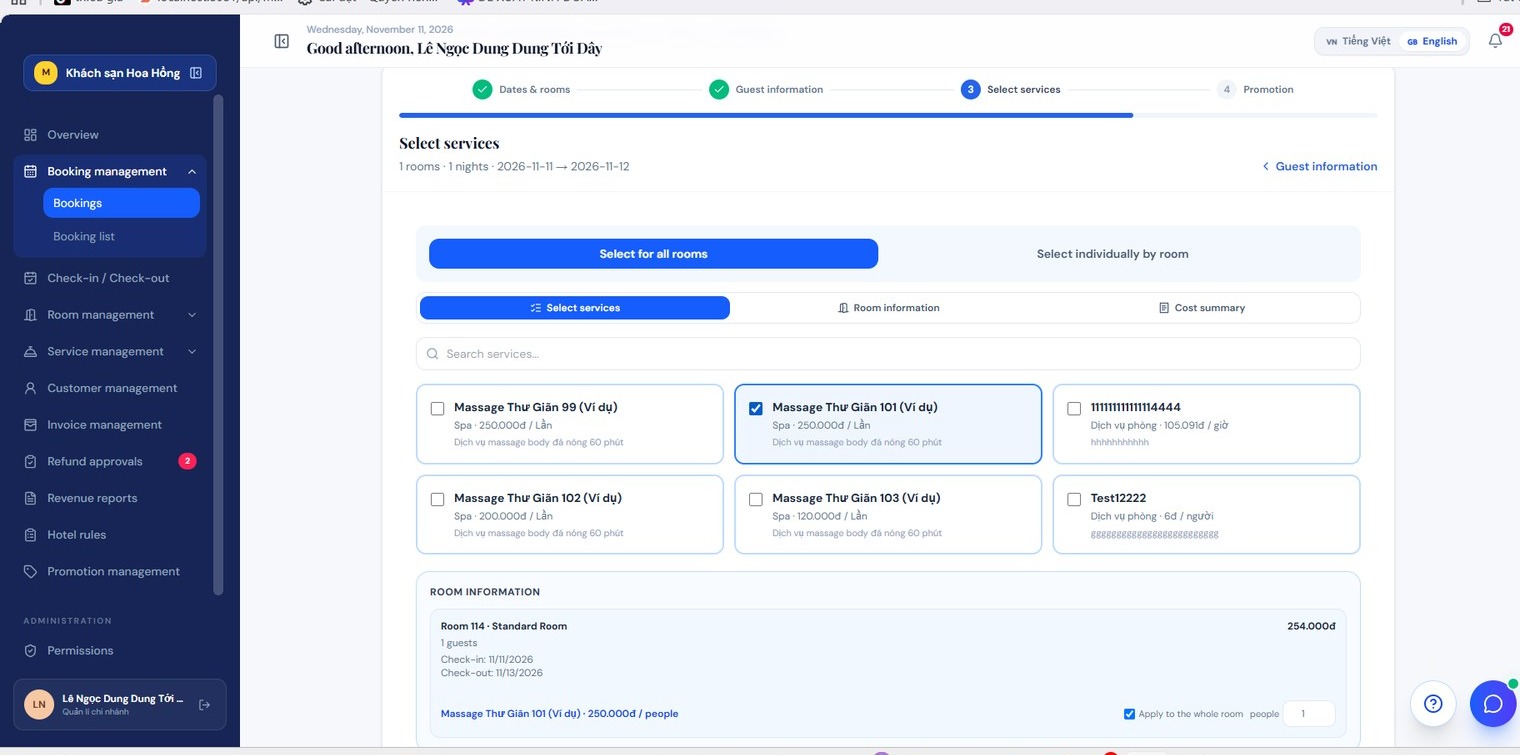 Wednesday, November 11, 2026
Good afternoon, Lê Ngọc Dung Dung Tới Dây
VN Tiếng Việt
GB English
21
M
Khách sạn Hoa Hồng
Overview
Booking management
Bookings
Booking list
Check-in / Check-out
Room management
Service management
Customer management
Invoice management
Refund approvals
2
Revenue reports
Hotel rules
Promotion management
ADMINISTRATION
Permissions
LN
Lê Ngọc Dung Dung Tới ...
Quản lí chi nhánh
Dates & rooms
Guest information
3 Select services
4 Promotion
Select services
1 rooms · 1 nights · 2026-11-11 → 2026-11-12
Guest information
Select for all rooms
Select individually by room
Select services
Room information
Cost summary
Search services...
Massage Thư Giãn 99 (Ví dụ)
Spa · 250.000đ / Lần
Dịch vụ massage body đá nóng 60 phút
Massage Thư Giãn 101 (Ví dụ)
Spa · 250.000đ / Lần
Dịch vụ massage body đá nóng 60 phút
Dịch vụ phòng · 105.091đ / giờ
Massage Thư Giãn 102 (Ví dụ)
Spa · 200.000đ / Lần
Dịch vụ massage body đá nóng 60 phút
Massage Thư Giãn 103 (Ví dụ)
Spa · 120.000đ / Lần
Dịch vụ massage body đá nóng 60 phút
Test12222
Dịch vụ phòng · 6đ / người
ROOM INFORMATION
Room 114 · Standard Room
254.000đ
1 guests
Check-in: 11/11/2026
Check-out: 11/13/2026
Massage Thư Giãn 101 (Ví dụ) · 250.000đ / people
Apply to the whole room
people
1